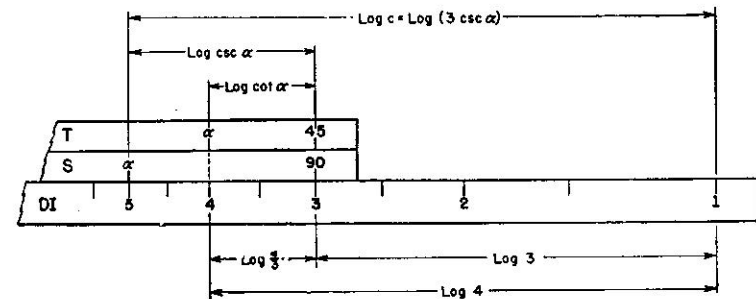 Log c = Log (3 csc α)
Log csc α
Log cot α
T α 45
S α 90
DI 5 4 3 2 1
Log 4/3 Log 3
Log 4